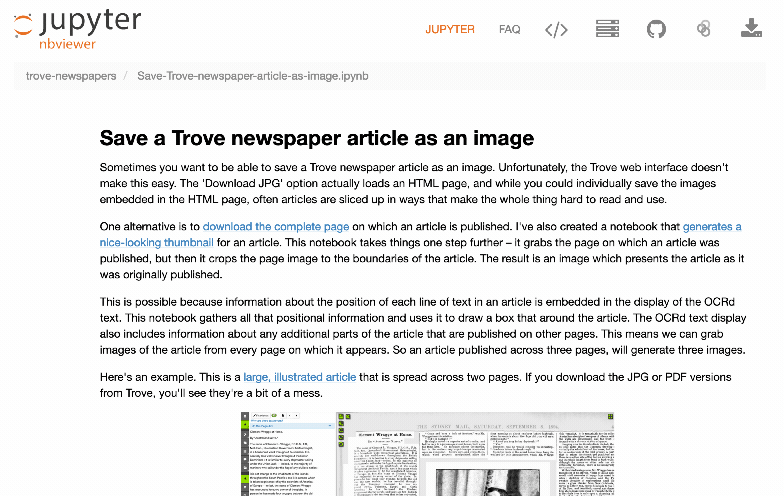 jupyter
nbviewer
JUPYTER FAQ
trove-newspapers / Save-Trove-newspaper-article-as-image.ipynb
Save a Trove newspaper article as an image
Sometimes you want to be able to save a Trove newspaper article as an image. Unfortunately, the Trove web interface doesn't
make this easy. The 'Download JPG' option actually loads an HTML page, and while you could individually save the images
embedded in the HTML page, often articles are sliced up in ways that make the whole thing hard to read and use.
One alternative is to download the complete page on which an article is published. I've also created a notebook that generates a
nice-looking thumbnail for an article. This notebook takes things one step further – it grabs the page on which an article was
published, but then it crops the page image to the boundaries of the article. The result is an image which presents the article as it
was originally published.
This is possible because information about the position of each line of text in an article is embedded in the display of the OCRd
text. This notebook gathers all that positional information and uses it to draw a box that around the article. The OCRd text display
also includes information about any additional parts of the article that are published on other pages. This means we can grab
images of the article from every page on which it appears. So an article published across three pages, will generate three images.
Here's an example. This is a large, illustrated article that is spread across two pages. If you download the JPG or PDF versions
from Trove, you'll see they're a bit of a mess.
THE SYDNEY MAIL, SATURDAY, SEPTEMBER
Clement Wragge at Home.